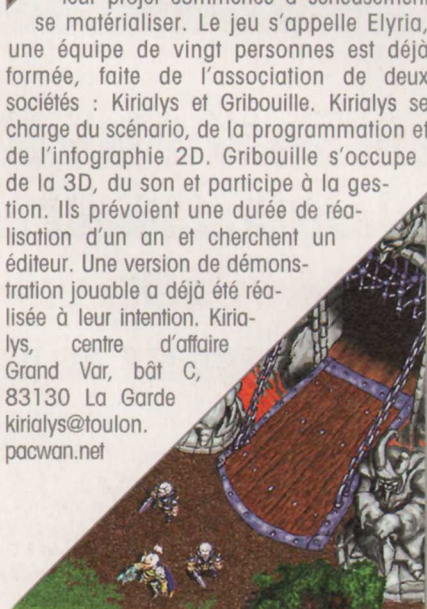 leur projet commence à sérieusement
se matérialiser. Le jeu s'appelle Elyria,
une équipe de vingt personnes est déjà
formée, faite de l'association de deux
sociétés : Kirialys et Gribouille. Kirialys se
charge du scénario, de la programmation et
de l'infographie 2D. Gribouille s'occupe
de la 3D, du son et participe à la ges-
tion. Ils prévoient une durée de réa-
lisation d'un an et cherchent un
éditeur. Une version de démons-
tration jouable a déjà été réa-
lisée à leur intention. Kiria-
lys, centre d'affaire
Grand Var, bât C,
83130 La Garde
kirialys@toulon.
pacwan.net